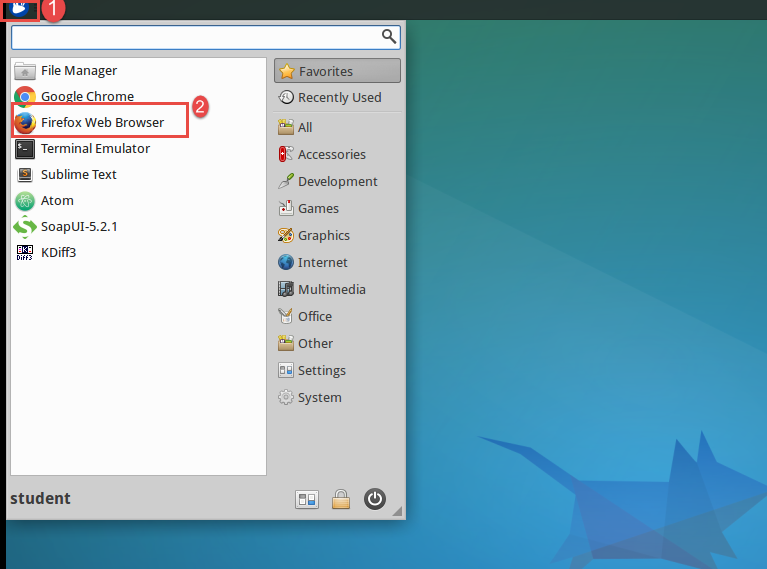 1
File Manager
Google Chrome
Firefox Web Browser
2
Terminal Emulator
Sublime Text
Atom
SoapUI-5.2.1
KDiff3
Favorites
Recently Used
All
Accessories
Development
Games
Graphics
Internet
Multimedia
Office
Other
Settings
System
student